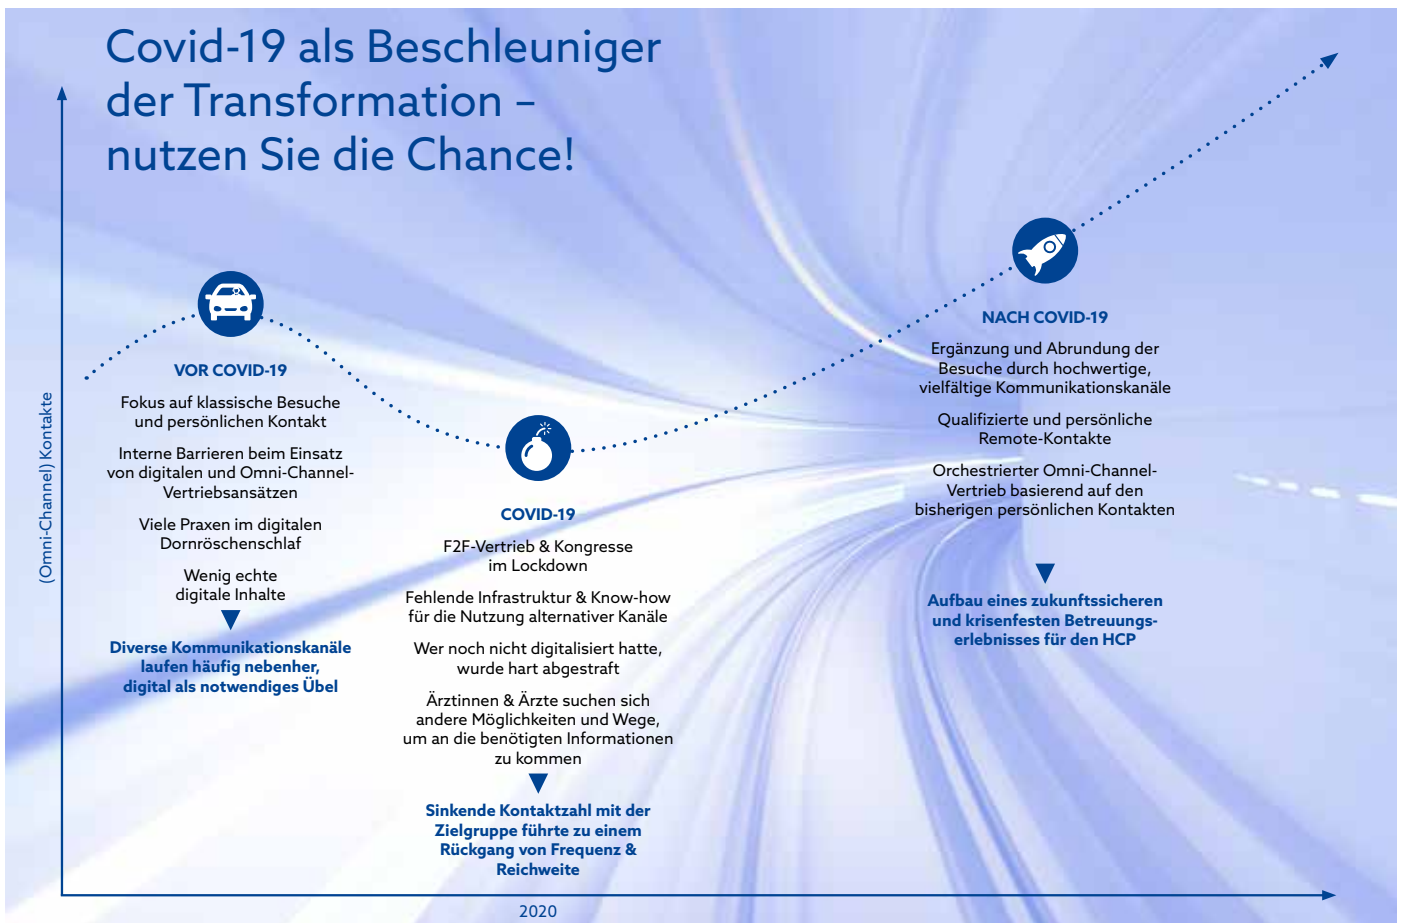 Covid-19 als Beschleuniger
der Transformation –
nutzen Sie die Chance!
(Omni-Channel) Kontakte
VOR COVID-19
Fokus auf klassische Besuche
und persönlichen Kontakt
Interne Barrieren beim Einsatz
von digitalen und Omni-Channel-
Vertriebsansätzen
Viele Praxen im digitalen
Dornröschenschlaf
Wenig echte
digitale Inhalte
Diverse Kommunikationskanäle
laufen häufig nebenher,
digital als notwendiges Übel
COVID-19
F2F-Vertrieb & Kongresse
im Lockdown
Fehlende Infrastruktur & Know-how
für die Nutzung alternativer Kanäle
Wer noch nicht digitalisiert hatte,
wurde hart abgestraft
Ärztinnen & Ärzte suchen sich
andere Möglichkeiten und Wege,
um an die benötigten Informationen
zu kommen
Sinkende Kontaktzahl mit der
Zielgruppe führte zu einem
Rückgang von Frequenz &
Reichweite
NACH COVID-19
Ergänzung und Abrundung der
Besuche durch hochwertige,
vielfältige Kommunikationskanäle
Qualifizierte und persönliche
Remote-Kontakte
Orchestrierter Omni-Channel-
Vertrieb basierend auf den
bisherigen persönlichen Kontakten
Aufbau eines zukunftssicheren
und krisenfesten Betreuungs-
erlebnisses für den HCP
2020